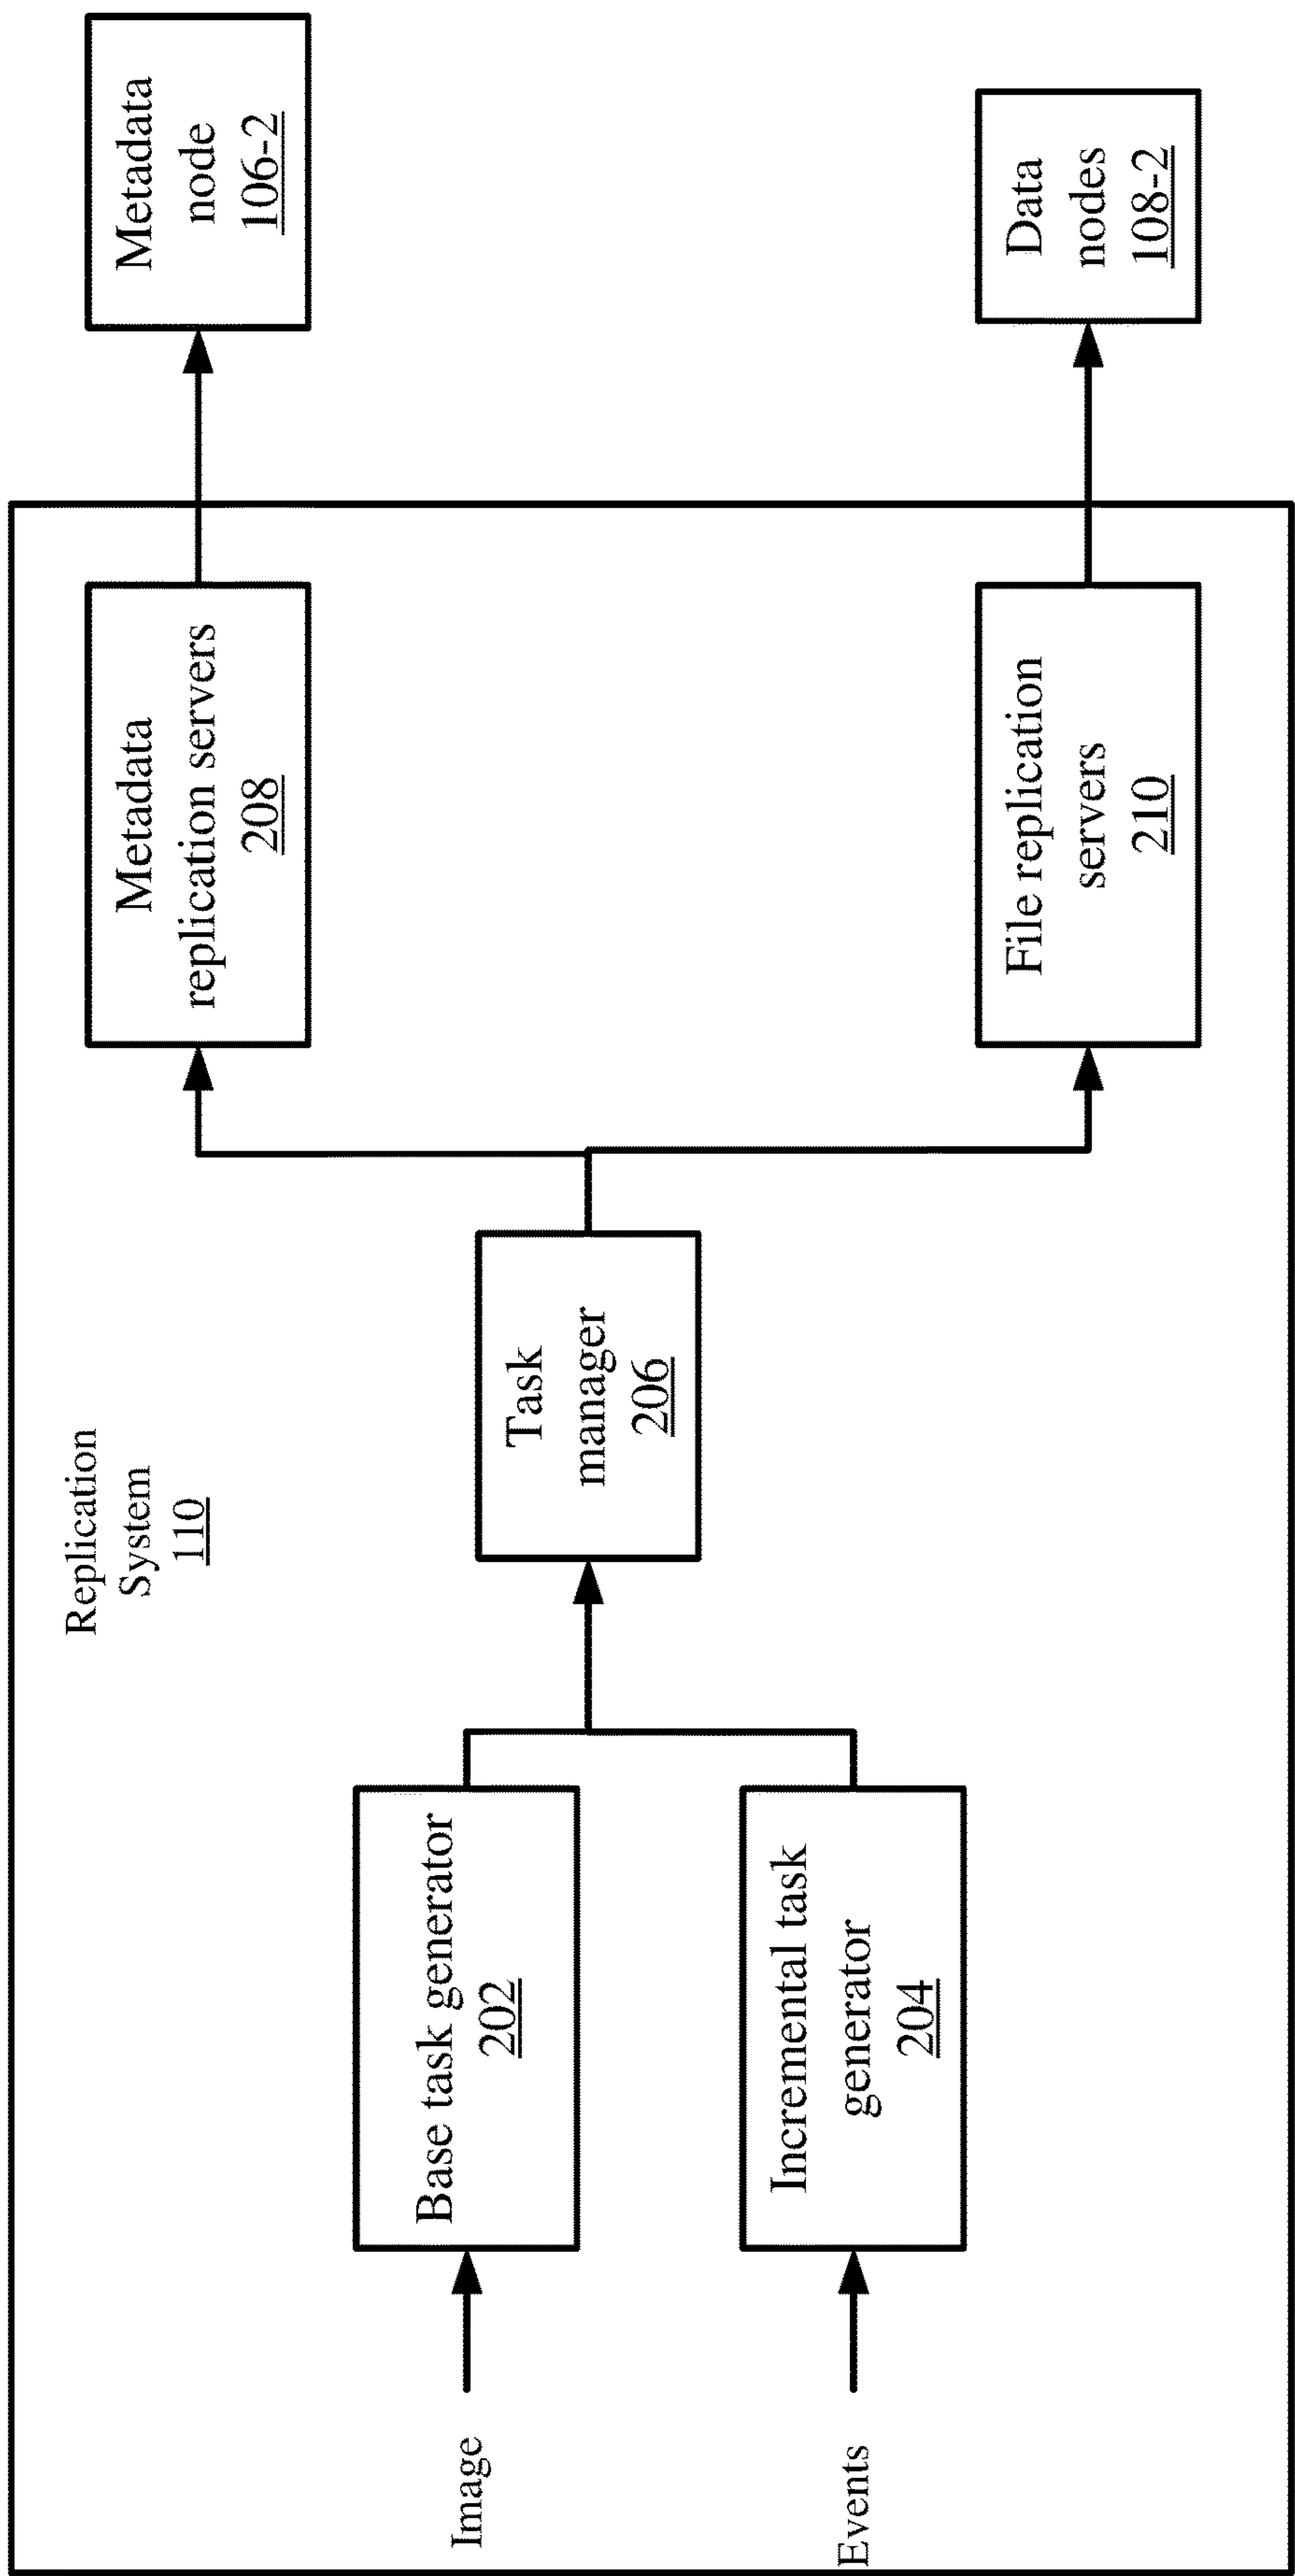 Replication
System
110
Image
Base task generator
202
Events
Incremental task
generator
204
Task
manager
206
Metadata
replication servers
208
File replication
servers
210
Metadata
node
106-2
Data
nodes
108-2